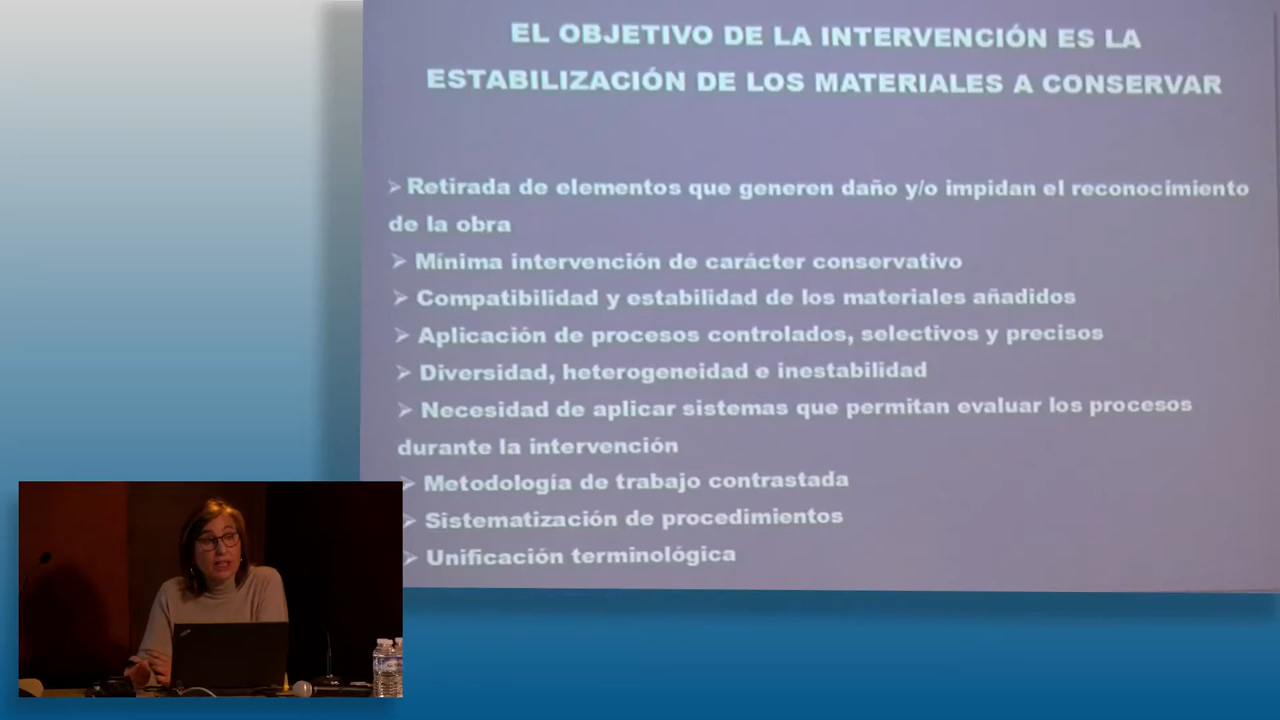 EL OBJETIVO DE LA INTERVENCIÓN ES LA
ESTABILIZACIÓN DE LOS MATERIALES A CONSERVAR
➢ Retirada de elementos que generen daño y/o impidan el reconocimiento
de la obra
➢ Mínima intervención de carácter conservativo
➢ Compatibilidad y estabilidad de los materiales añadidos
➢ Aplicación de procesos controlados, selectivos y precisos
➢ Diversidad, heterogeneidad e inestabilidad
➢ Necesidad de aplicar sistemas que permitan evaluar los procesos
durante la intervención
➢ Metodología de trabajo contrastada
➢ Sistematización de procedimientos
➢ Unificación terminológica